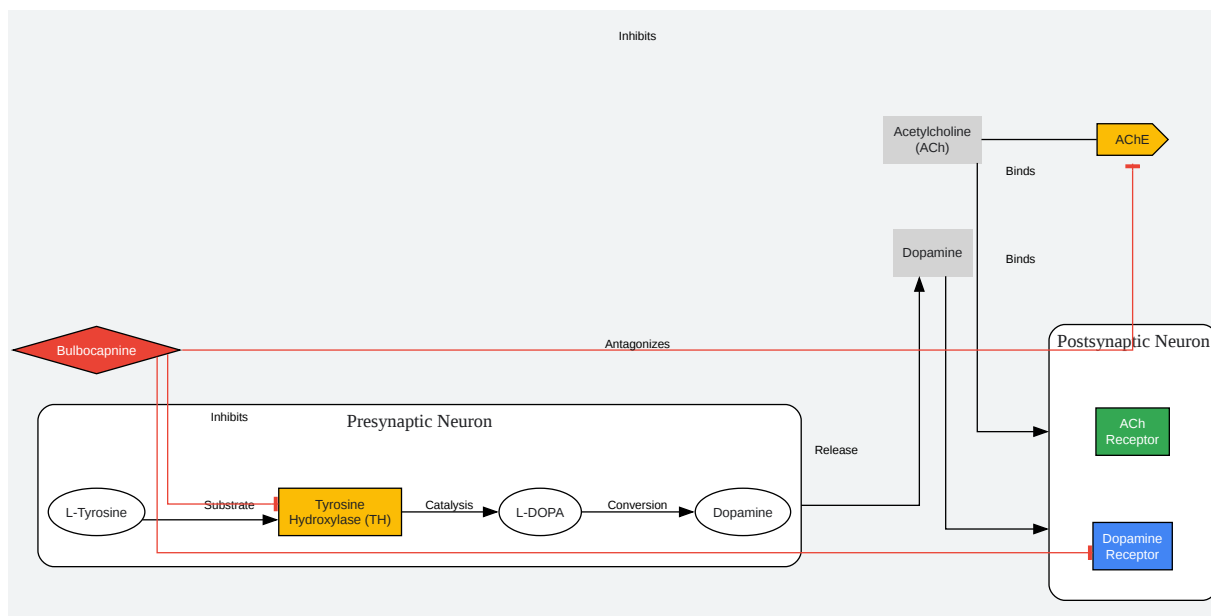 Inhibits
Acetylcholine
(ACh)
AChE
Binds
Dopamine
Binds
Bulbocapnine
Antagonizes
Postsynaptic Neuron
Inhibits
Presynaptic Neuron
ACh
Receptor
Release
L-Tyrosine
Substrate
Tyrosine
Hydroxylase (TH)
Catalysis
L-DOPA
Conversion
Dopamine
Dopamine
Receptor